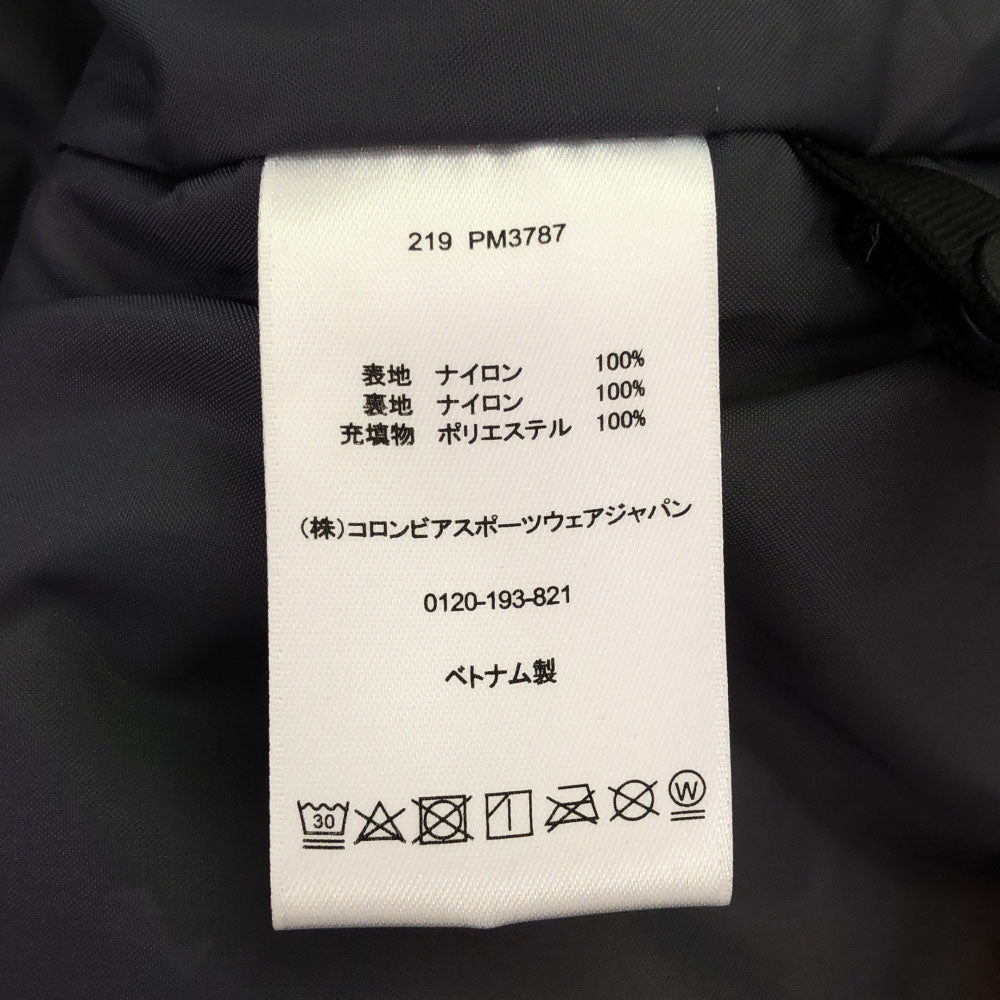 219 PM3787
表地 ナイロン 100%
裏地 ナイロン 100%
充填物 ポリエステル 100%
(株)コロンビアスポーツウェアジャパン
0120-193-821
ベトナム製
30 W